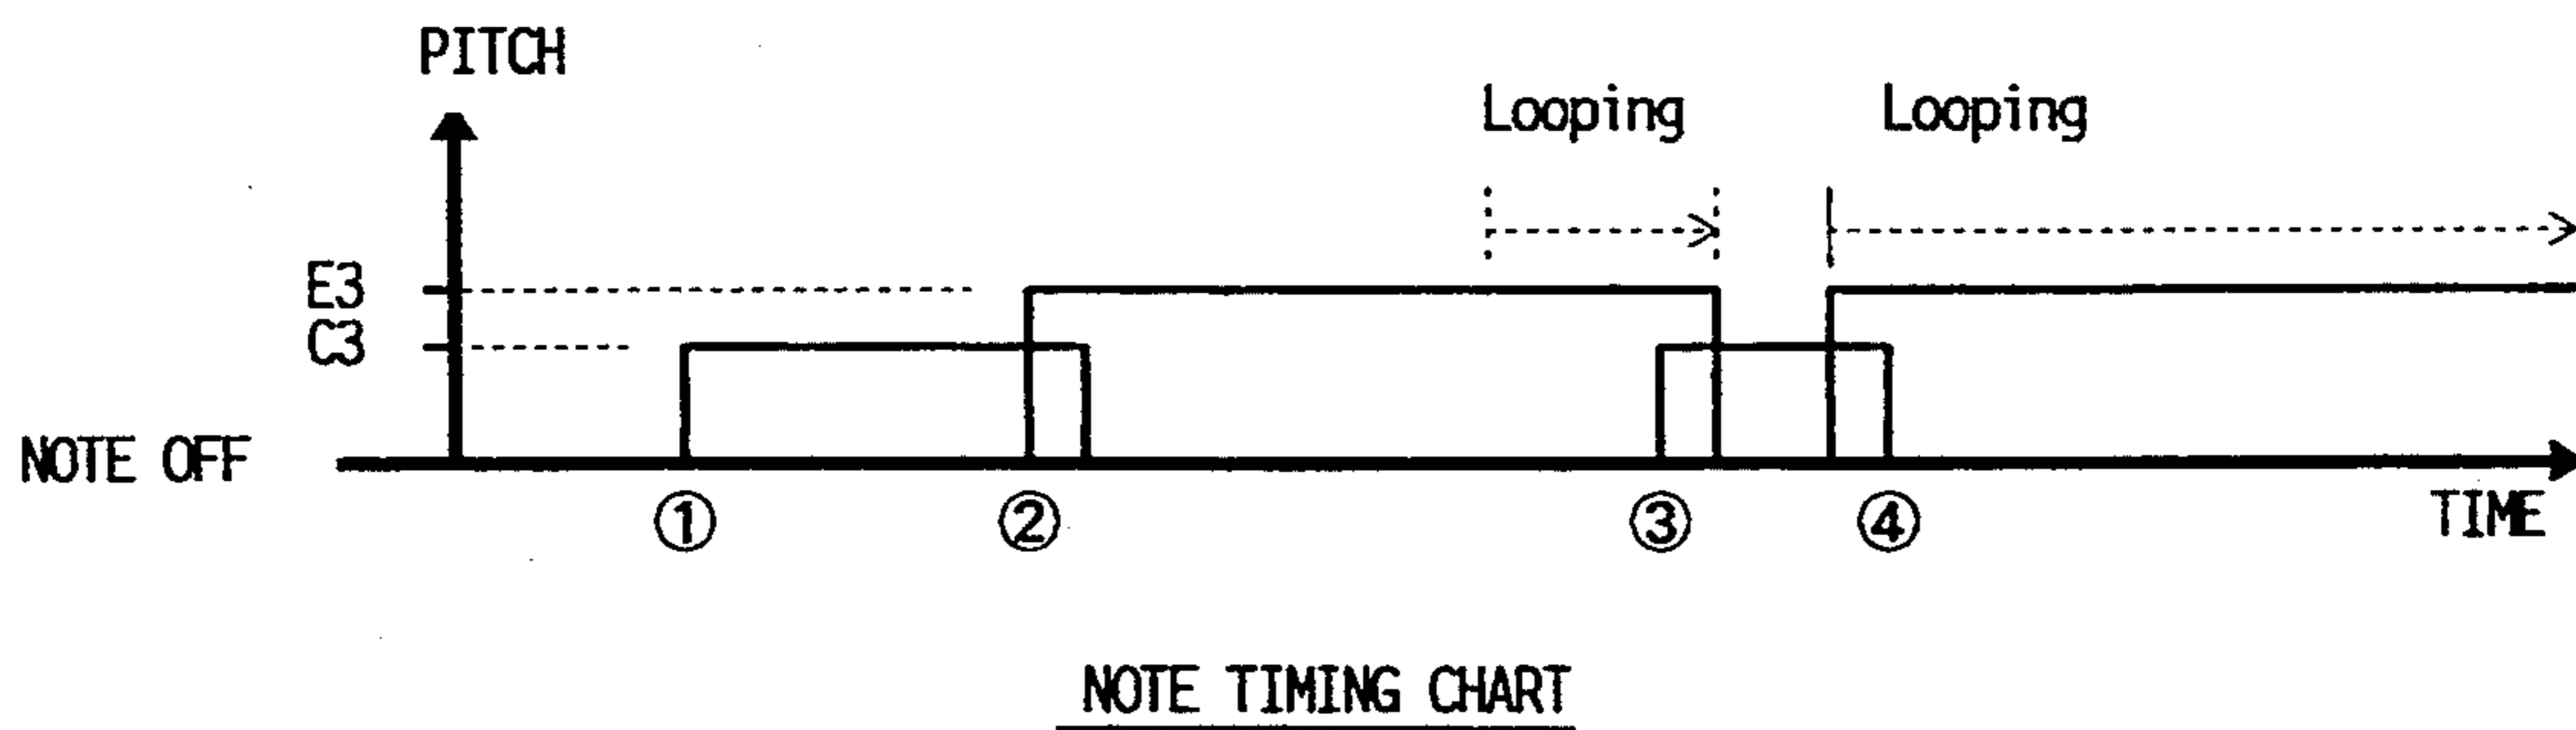 PITCH
Looping Looping
E3
C3
NOTE OFF
① ② ③ ④
TIME
NOTE TIMING CHART